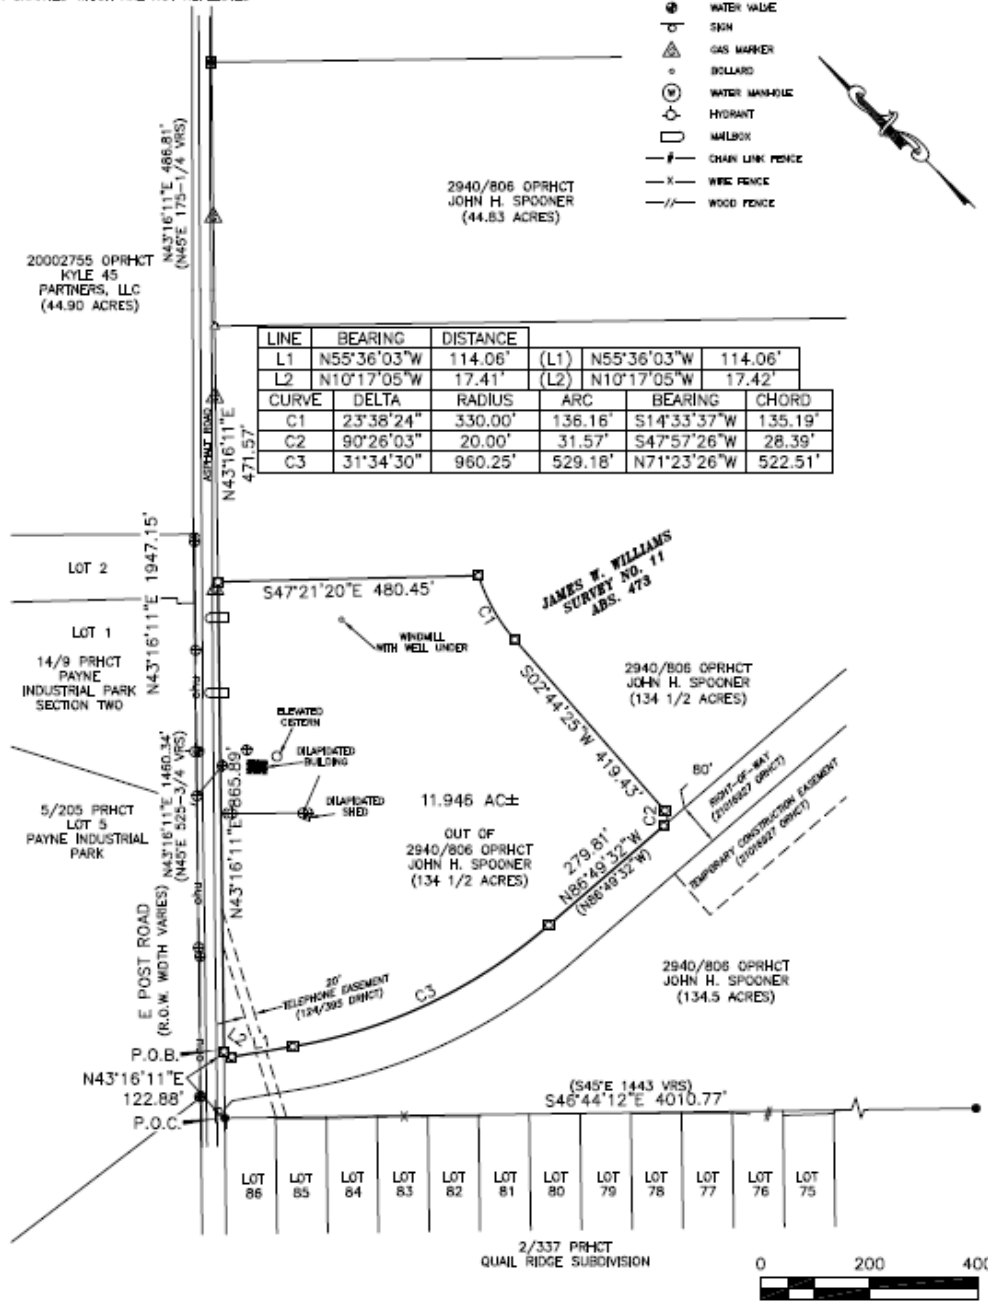 WATER VALVE
SIGN
GAS MARKER
BOLLARD
WATER MANHOLE
HYDRANT
MAILBOX
CHAIN LINK FENCE
WIRE FENCE
WOOD FENCE
N43°16'11"E 486.81'
(N45°E 175-1/4 VRS)
2940/806 OPRHCT
JOHN H. SPOONER
(44.83 ACRES)
20002755 OPRHCT
KYLE 45
PARTNERS, LLC
(44.90 ACRES)
LINE BEARING DISTANCE
L1 N55°36'03"W 114.06' (L1) N55°36'03"W 114.06'
L2 N10°17'05"W 17.41' (L2) N10°17'05"W 17.42'
CURVE DELTA RADIUS ARC BEARING CHORD
C1 23°38'24" 330.00' 136.16' S14°33'37"W 135.19'
C2 90°26'03" 20.00' 31.57' S47°57'26"W 28.39'
C3 31°34'30" 960.25' 529.18' N71°23'26"W 522.51'
ASPHALT ROAD
N43°16'11"E
471.57'
N43°16'11"E 1947.15'
LOT 2
LOT 1
14/9 PRHCT
PAYNE
INDUSTRIAL PARK
SECTION TWO
S47°21'20"E 480.45'
C1
JAMES W. WILLIAMS
SURVEY NO. 11
ABS. 473
WINDMILL
WITH WELL UNDER
2940/806 OPRHCT
JOHN H. SPOONER
(134 1/2 ACRES)
ohu
ELEVATED
CISTERN
DILAPIDATED
BUILDING
DILAPIDATED
SHED
S02°44'25"W 419.43'
80'
RIGHT-OF-WAY
(21016927 OPRHCT)
TEMPORARY CONSTRUCTION EASEMENT
(21016927 OPRHCT)
C2
5/205 PRHCT
LOT 5
PAYNE INDUSTRIAL
PARK
N43°16'11"E 1460.34'
(N45°E 525-3/4 VRS)
N43°16'11"E 865.89'
11.946 AC±
OUT OF
2940/806 OPRHCT
JOHN H. SPOONER
(134 1/2 ACRES)
279.81'
N86°49'32"W
(N86°49'32"W)
ohu
E POST ROAD
(R.O.W. WIDTH VARIES)
20'
TELEPHONE EASEMENT
(124/395 DRHCT)
C3
2940/806 OPRHCT
JOHN H. SPOONER
(134.5 ACRES)
L2
ohu
P.O.B.
N43°16'11"E
122.88'
P.O.C.
(S45°E 1443 VRS)
S46°44'12"E 4010.77'
LOT 86
LOT 85
LOT 84
LOT 83
LOT 82
LOT 81
LOT 80
LOT 79
LOT 78
LOT 77
LOT 76
LOT 75
2/337 PRHCT
QUAIL RIDGE SUBDIVISION
0 200 400